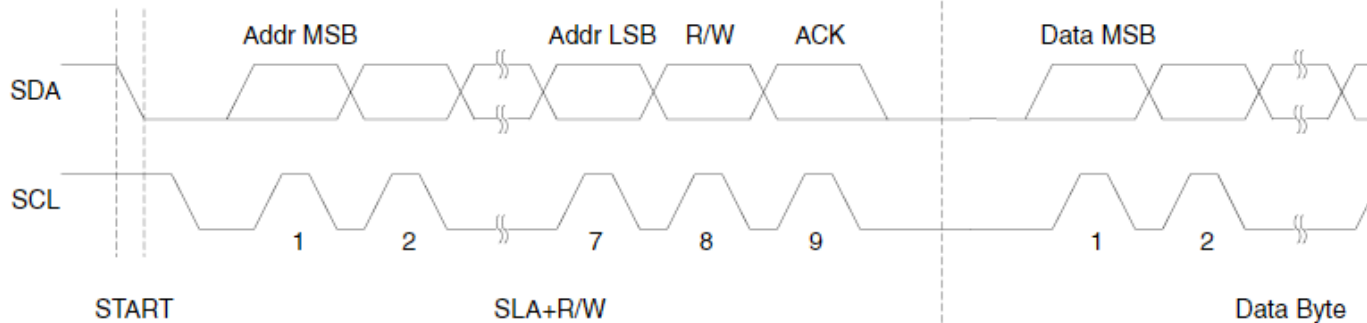 Addr MSB Addr LSB R/W ACK Data MSB
SDA
SCL
1 2 7 8 9 1 2
START SLA+R/W Data Byte